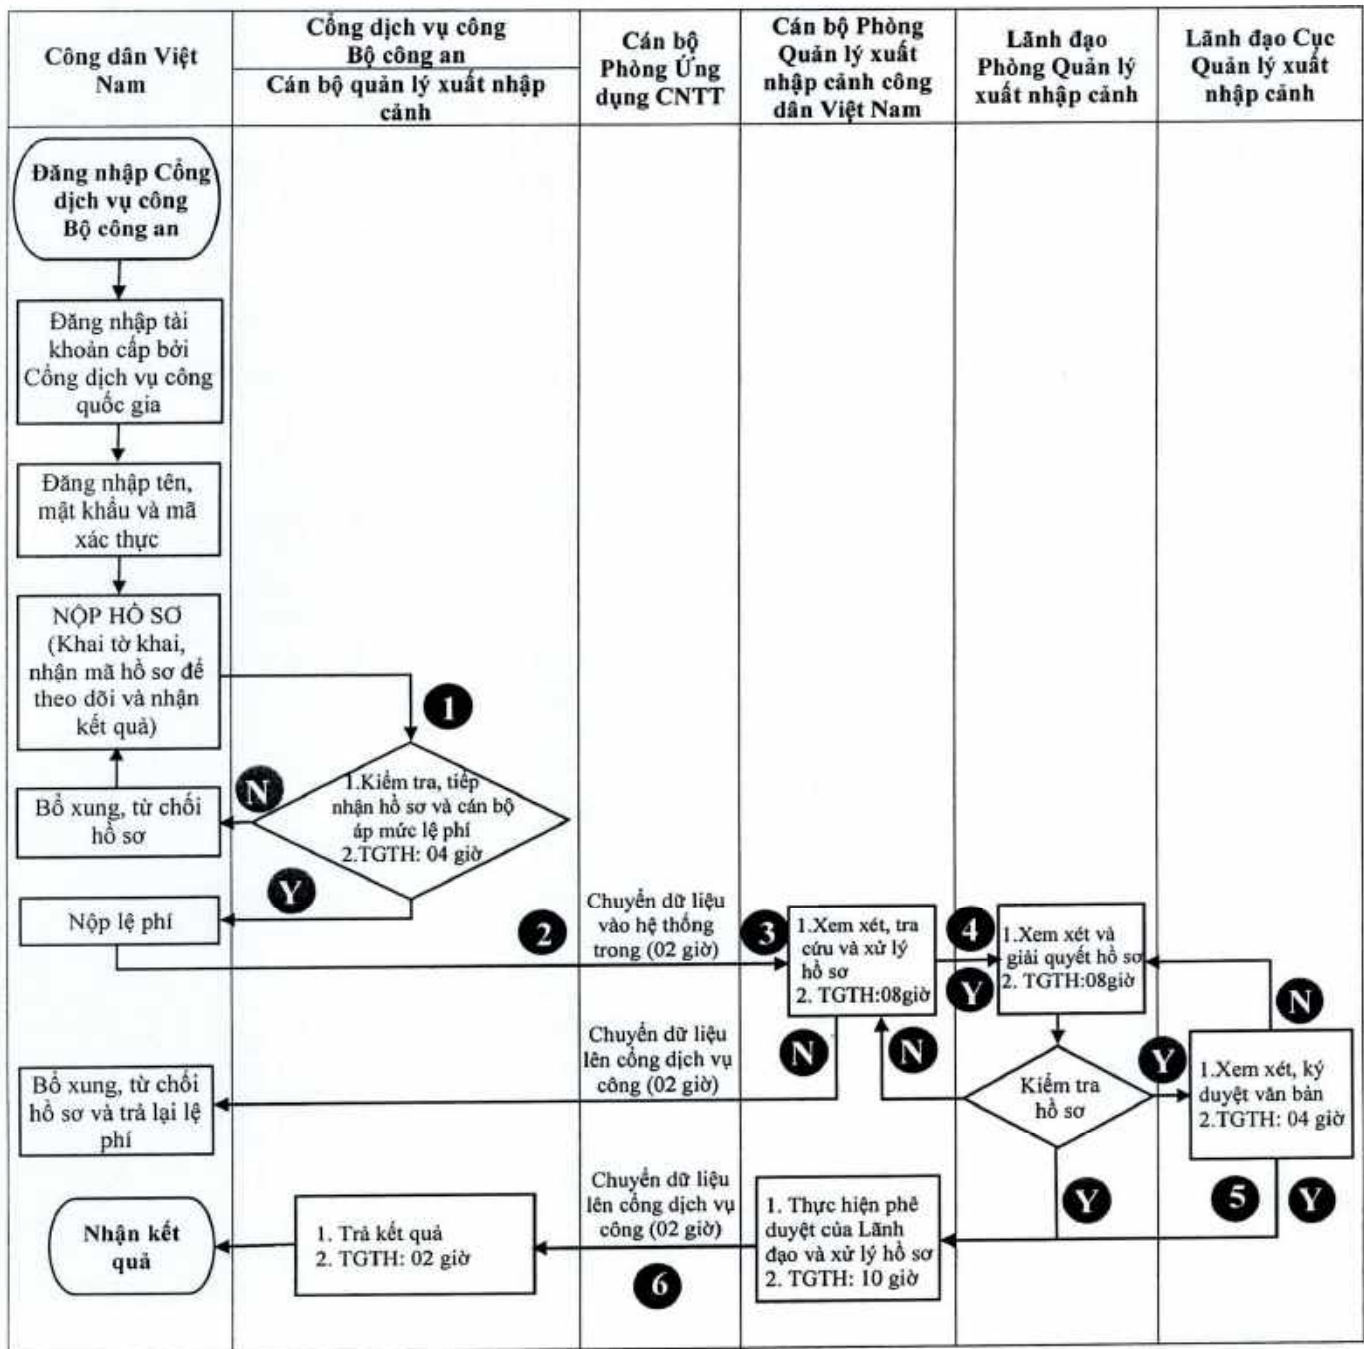 Công dân Việt
Nam
Cổng dịch vụ công
Bộ công an
Cán bộ quản lý xuất nhập
cảnh
Cán bộ
Phòng Ứng
dụng CNTT
Cán bộ Phòng
Quản lý xuất
nhập cảnh công
dân Việt Nam
Lãnh đạo
Phòng Quản lý
xuất nhập cảnh
Lãnh đạo Cục
Quản lý xuất
nhập cảnh
Đăng nhập Cổng
dịch vụ công
Bộ công an
Đăng nhập tài
khoản cấp bởi
Cổng dịch vụ công
quốc gia
Đăng nhập tên,
mật khẩu và mã
xác thực
NỘP HỒ SƠ
(Khai tờ khai,
nhận mã hồ sơ để
theo dõi và nhận
kết quả)
1
N
1.Kiểm tra, tiếp
nhận hồ sơ và cán bộ
áp mức lệ phí
2.TGTH: 04 giờ
Bổ xung, từ chối
hồ sơ
Y
Nộp lệ phí
2
Chuyển dữ liệu
vào hệ thống
trong (02 giờ)
3
1.Xem xét, tra
cứu và xử lý
hồ sơ
2. TGTH:08giờ
4
Y
1.Xem xét và
giải quyết hồ sơ
2. TGTH:08giờ
N
N
N
Chuyển dữ liệu
lên cổng dịch vụ
công (02 giờ)
Bổ xung, từ chối
hồ sơ và trả lại lệ
phí
Kiểm tra
hồ sơ
Y
1.Xem xét, ký
duyệt văn bản
2.TGTH: 04 giờ
Y
5
Y
Chuyển dữ liệu
lên cổng dịch vụ
công (02 giờ)
6
1. Thực hiện phê
duyệt của Lãnh
đạo và xử lý hồ sơ
2. TGTH: 10 giờ
1. Trả kết quả
2. TGTH: 02 giờ
Nhận kết
quả